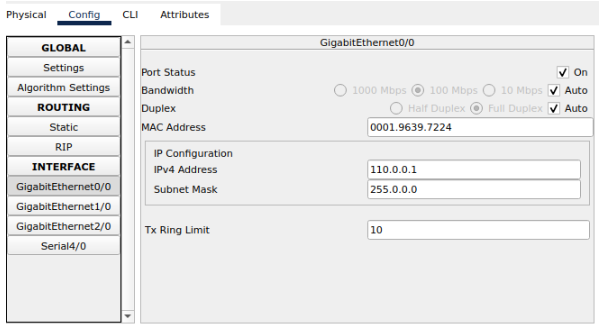 Physical Config CLI Attributes
GLOBAL
Settings
Algorithm Settings
ROUTING
Static
RIP
INTERFACE
GigabitEthernet0/0
GigabitEthernet1/0
GigabitEthernet2/0
Serial4/0
GigabitEthernet0/0
Port Status On
Bandwidth 1000 Mbps 100 Mbps 10 Mbps Auto
Duplex Half Duplex Full Duplex Auto
MAC Address 0001.9639.7224
IP Configuration
IPv4 Address 110.0.0.1
Subnet Mask 255.0.0.0
Tx Ring Limit 10